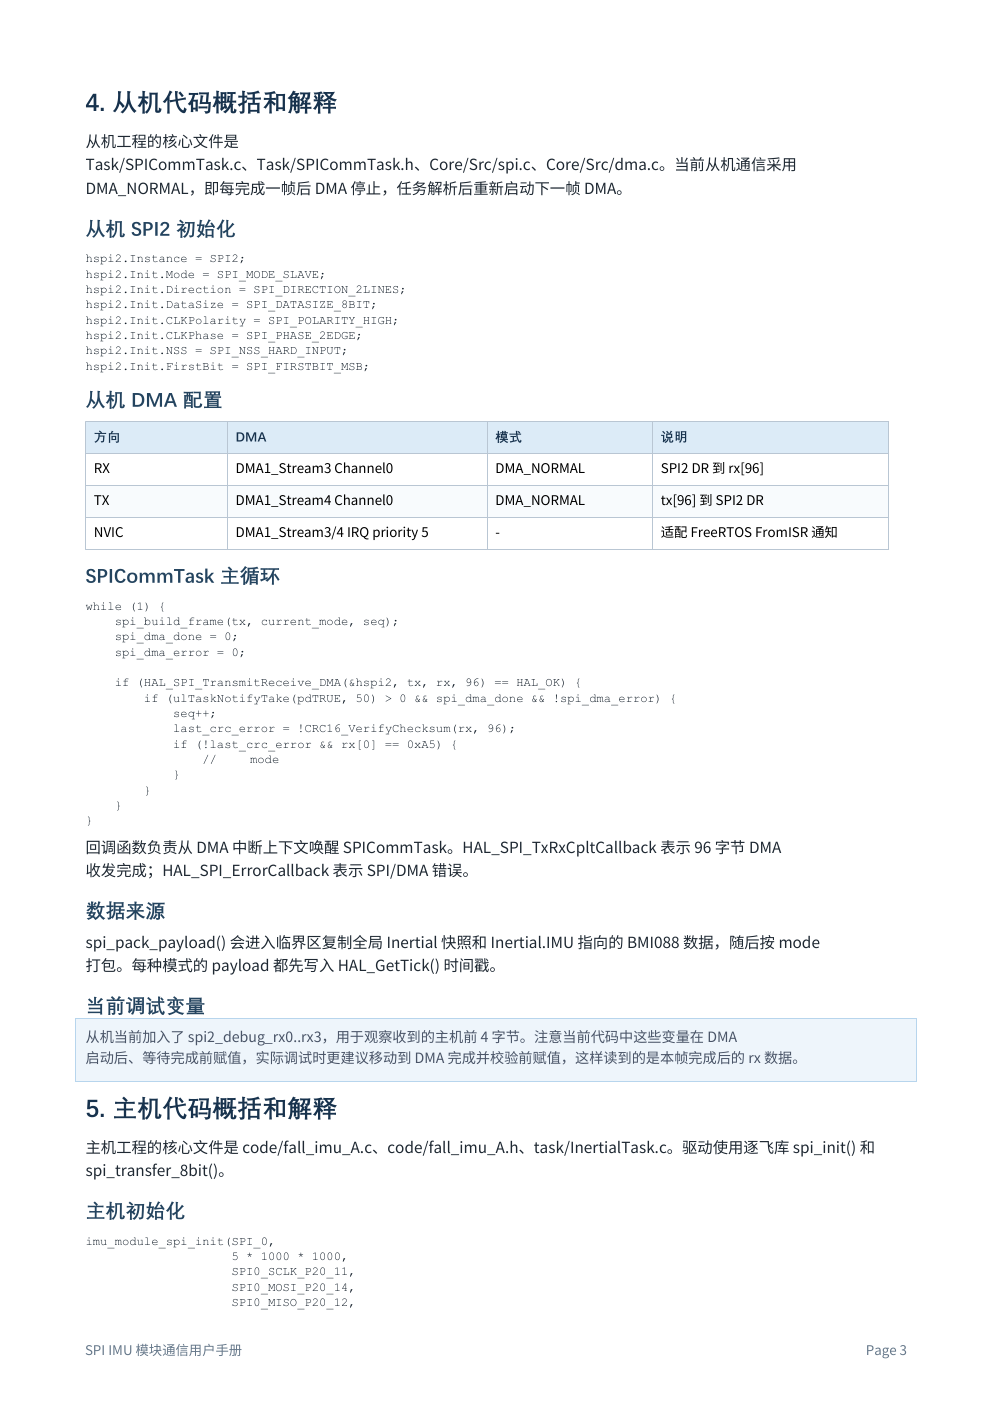 4. 从机代码概括和解释
从机工程的核心文件是
Task/SPICommTask.c、Task/SPICommTask.h、Core/Src/spi.c、Core/Src/dma.c。当前从机通信采用
DMA_NORMAL，即每完成一帧后 DMA 停止，任务解析后重新启动下一帧 DMA。
从机 SPI2 初始化
hspi2.Instance = SPI2;
hspi2.Init.Mode = SPI_MODE_SLAVE;
hspi2.Init.Direction = SPI_DIRECTION_2LINES;
hspi2.Init.DataSize = SPI_DATASIZE_8BIT;
hspi2.Init.CLKPolarity = SPI_POLARITY_HIGH;
hspi2.Init.CLKPhase = SPI_PHASE_2EDGE;
hspi2.Init.NSS = SPI_NSS_HARD_INPUT;
hspi2.Init.FirstBit = SPI_FIRSTBIT_MSB;
从机 DMA 配置
方向 DMA 模式 说明
RX DMA1_Stream3 Channel0 DMA_NORMAL SPI2 DR 到 rx[96]
TX DMA1_Stream4 Channel0 DMA_NORMAL tx[96] 到 SPI2 DR
NVIC DMA1_Stream3/4 IRQ priority 5 - 适配 FreeRTOS FromISR 通知
SPICommTask 主循环
while (1) {
    spi_build_frame(tx, current_mode, seq);
    spi_dma_done = 0;
    spi_dma_error = 0;
    if (HAL_SPI_TransmitReceive_DMA(&hspi2, tx, rx, 96) == HAL_OK) {
        if (ulTaskNotifyTake(pdTRUE, 50) > 0 && spi_dma_done && !spi_dma_error) {
            seq++;
            last_crc_error = !CRC16_VerifyChecksum(rx, 96);
            if (!last_crc_error && rx[0] == 0xA5) {
                // mode
            }
        }
    }
}
回调函数负责从 DMA 中断上下文唤醒 SPICommTask。HAL_SPI_TxRxCpltCallback 表示 96 字节 DMA
收发完成；HAL_SPI_ErrorCallback 表示 SPI/DMA 错误。
数据来源
spi_pack_payload() 会进入临界区复制全局 Inertial 快照和 Inertial.IMU 指向的 BMI088 数据，随后按 mode
打包。每种模式的 payload 都先写入 HAL_GetTick() 时间戳。
当前调试变量
从机当前加入了 spi2_debug_rx0..rx3，用于观察收到的主机前 4 字节。注意当前代码中这些变量在 DMA
启动后、等待完成前赋值，实际调试时更建议移动到 DMA 完成并校验前赋值，这样读到的是本帧完成后的 rx 数据。
5. 主机代码概括和解释
主机工程的核心文件是 code/fall_imu_A.c、code/fall_imu_A.h、task/InertialTask.c。驱动使用逐飞库 spi_init() 和
spi_transfer_8bit()。
主机初始化
imu_module_spi_init(SPI_0,
                    5 * 1000 * 1000,
                    SPI0_SCLK_P20_11,
                    SPI0_MOSI_P20_14,
                    SPI0_MISO_P20_12,
SPI IMU 模块通信用户手册
Page 3